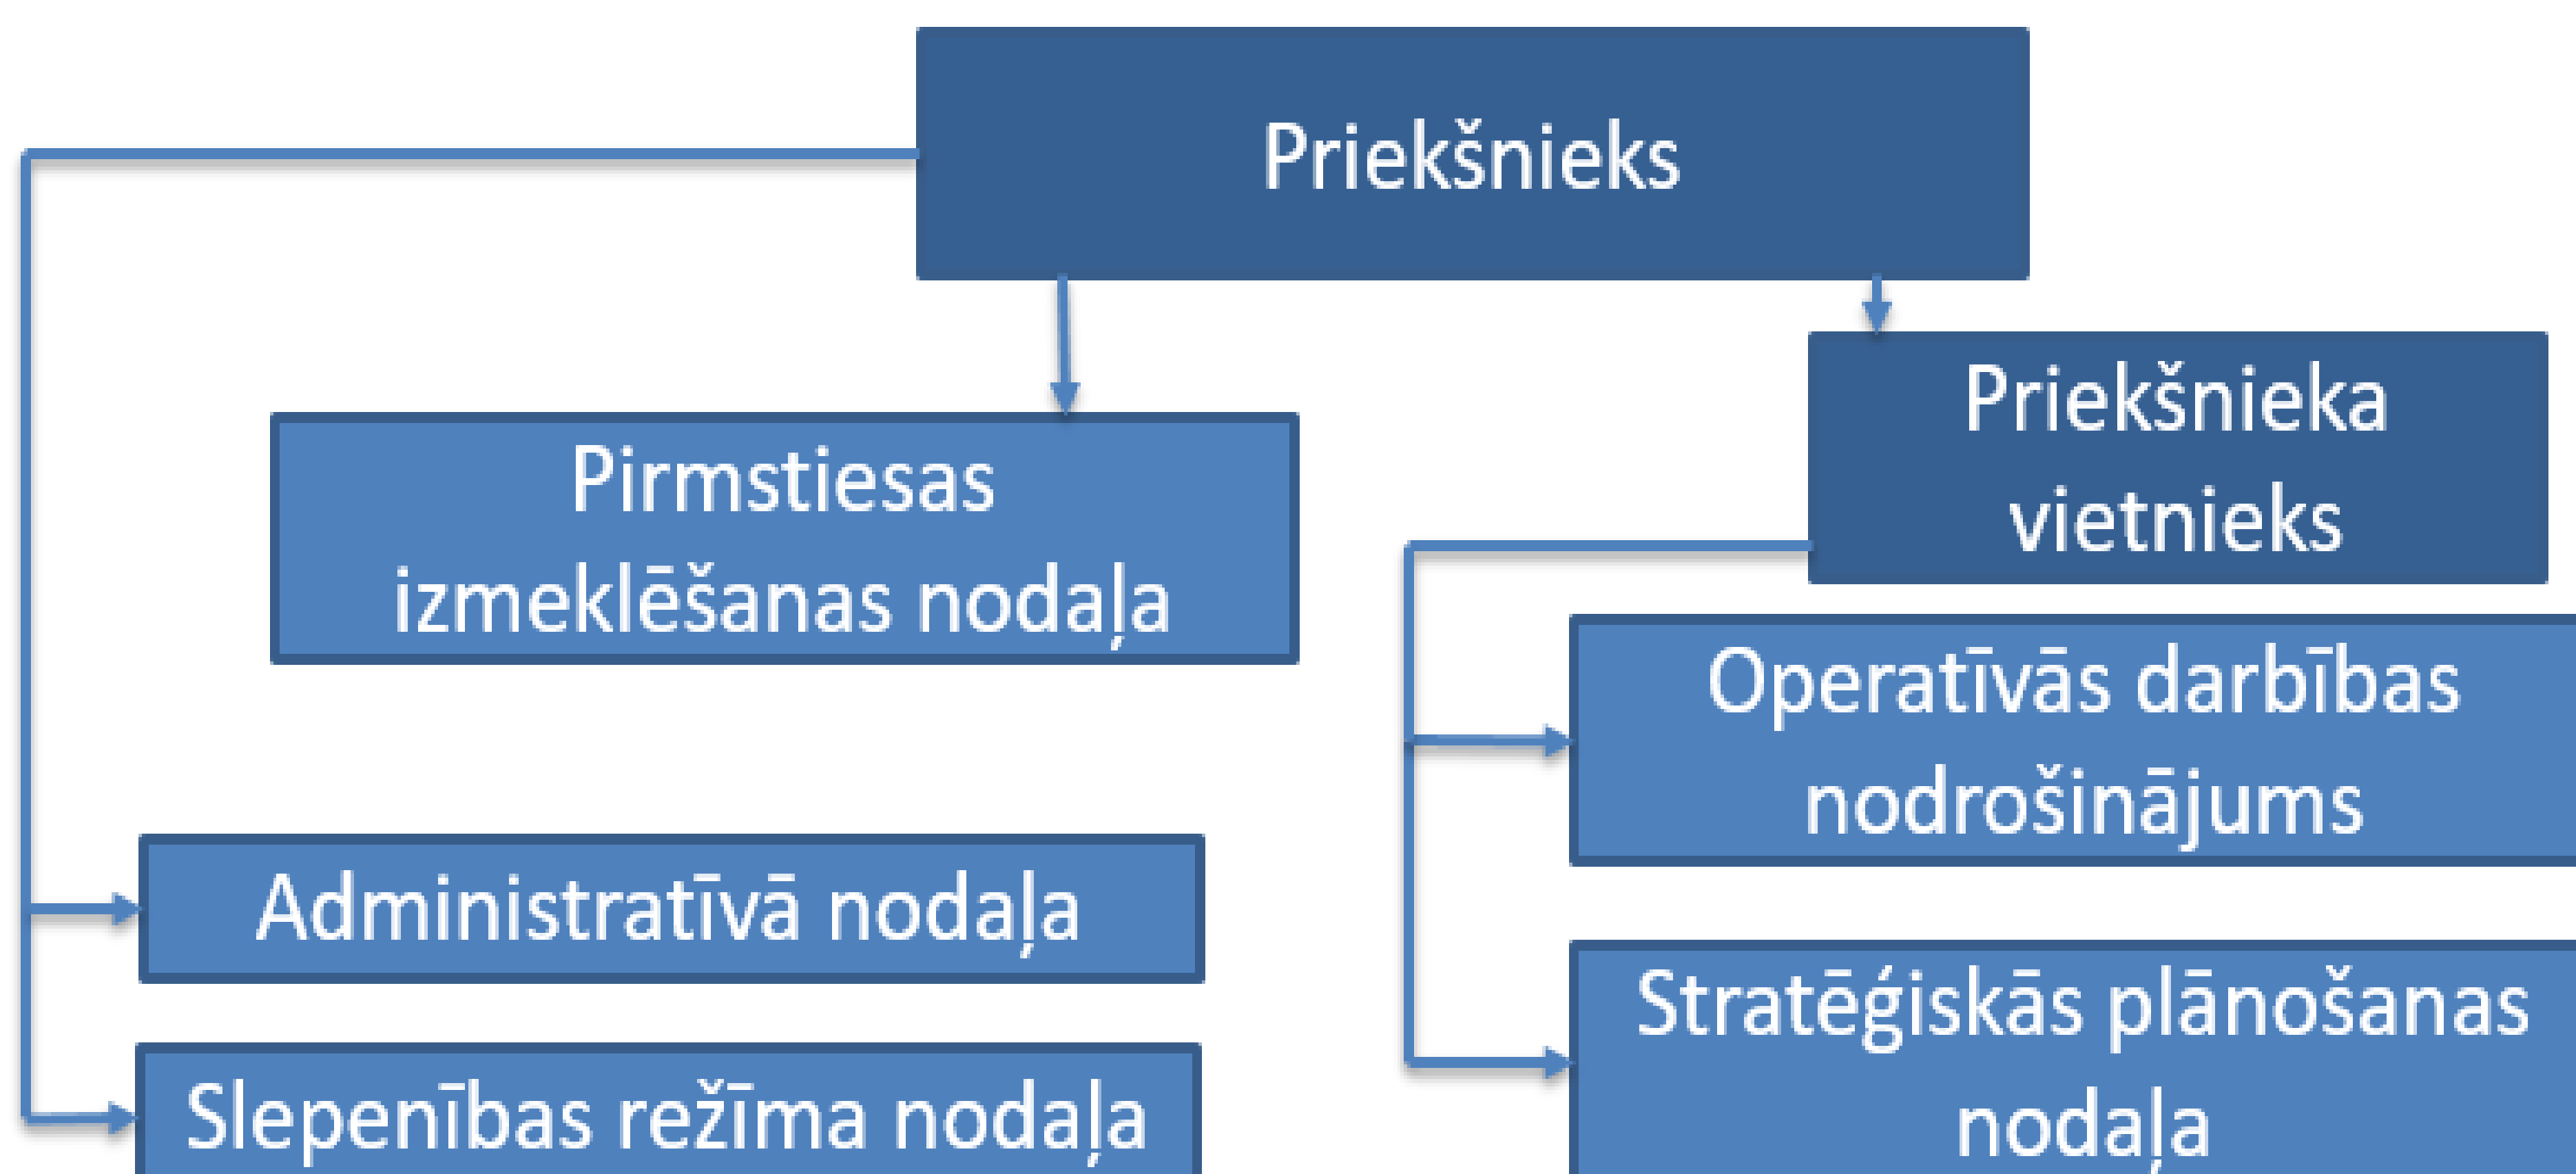 Priekšnieks
Priekšnieka
vietnieks
Pirmstiesas
izmeklēšanas nodaļa
Operatīvās darbības
nodrošinājums
Administratīvā nodaļa
Stratēģiskās plānošanas
nodaļa
Slepenības režīma nodaļa